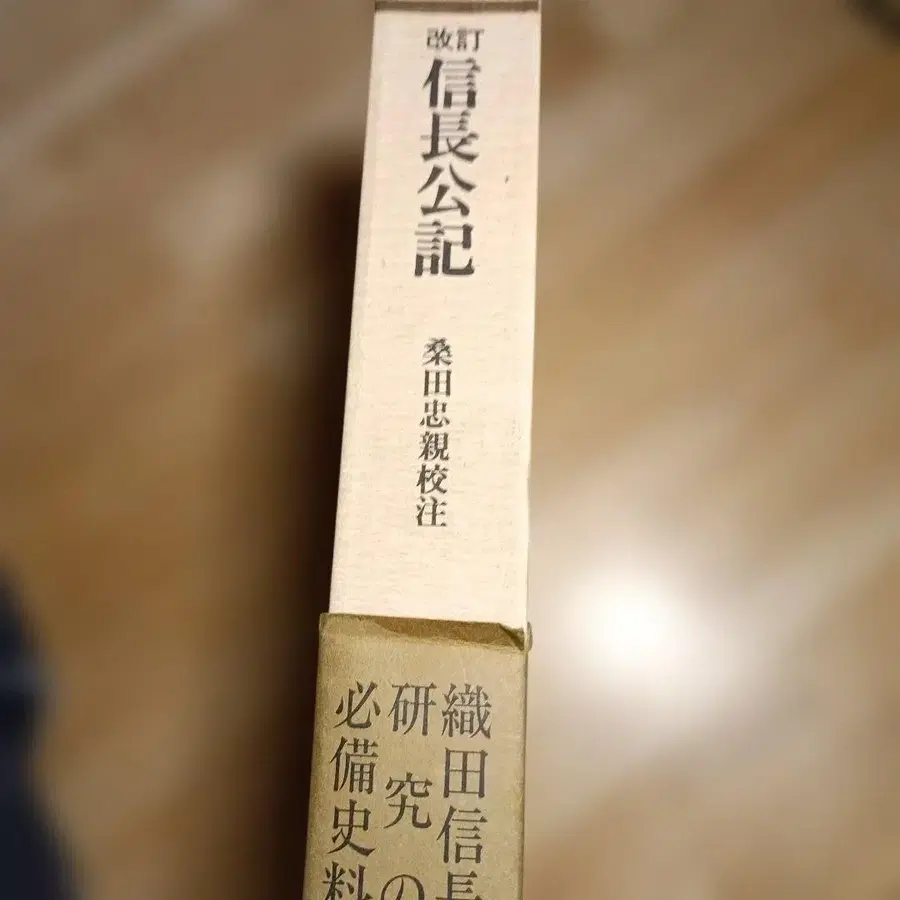 改訂
信長公記
桑田忠親校注
織田信長
研究の
必備史料